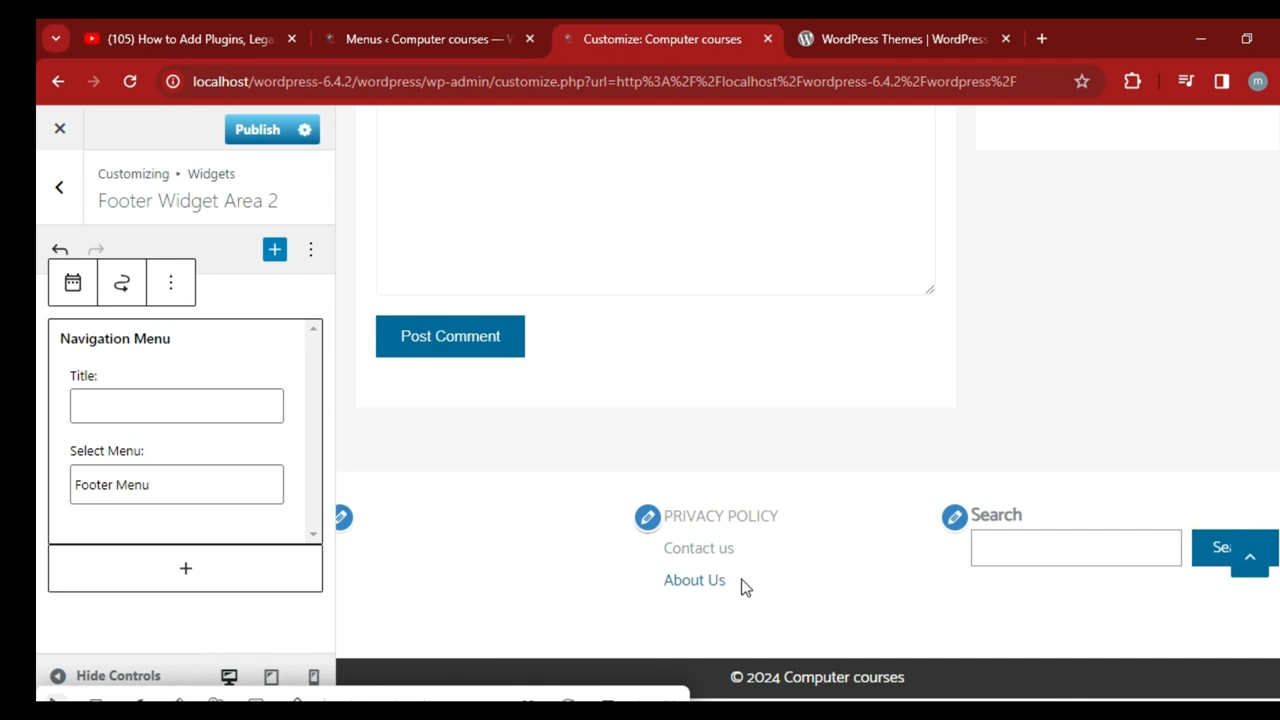 (105) How to Add Plugins, Lega
Menus ‹ Computer courses —
Customize: Computer courses
WordPress Themes | WordPress
localhost/wordpress-6.4.2/wordpress/wp-admin/customize.php?url=http%3A%2F%2Flocalhost%2Fwordpress-6.4.2%2Fwordpress%2F
m
Publish
Customizing ▸ Widgets
Footer Widget Area 2
Navigation Menu
Title:
Select Menu:
Footer Menu
Post Comment
PRIVACY POLICY
Contact us
About Us
Search
Sea
Hide Controls
© 2024 Computer courses